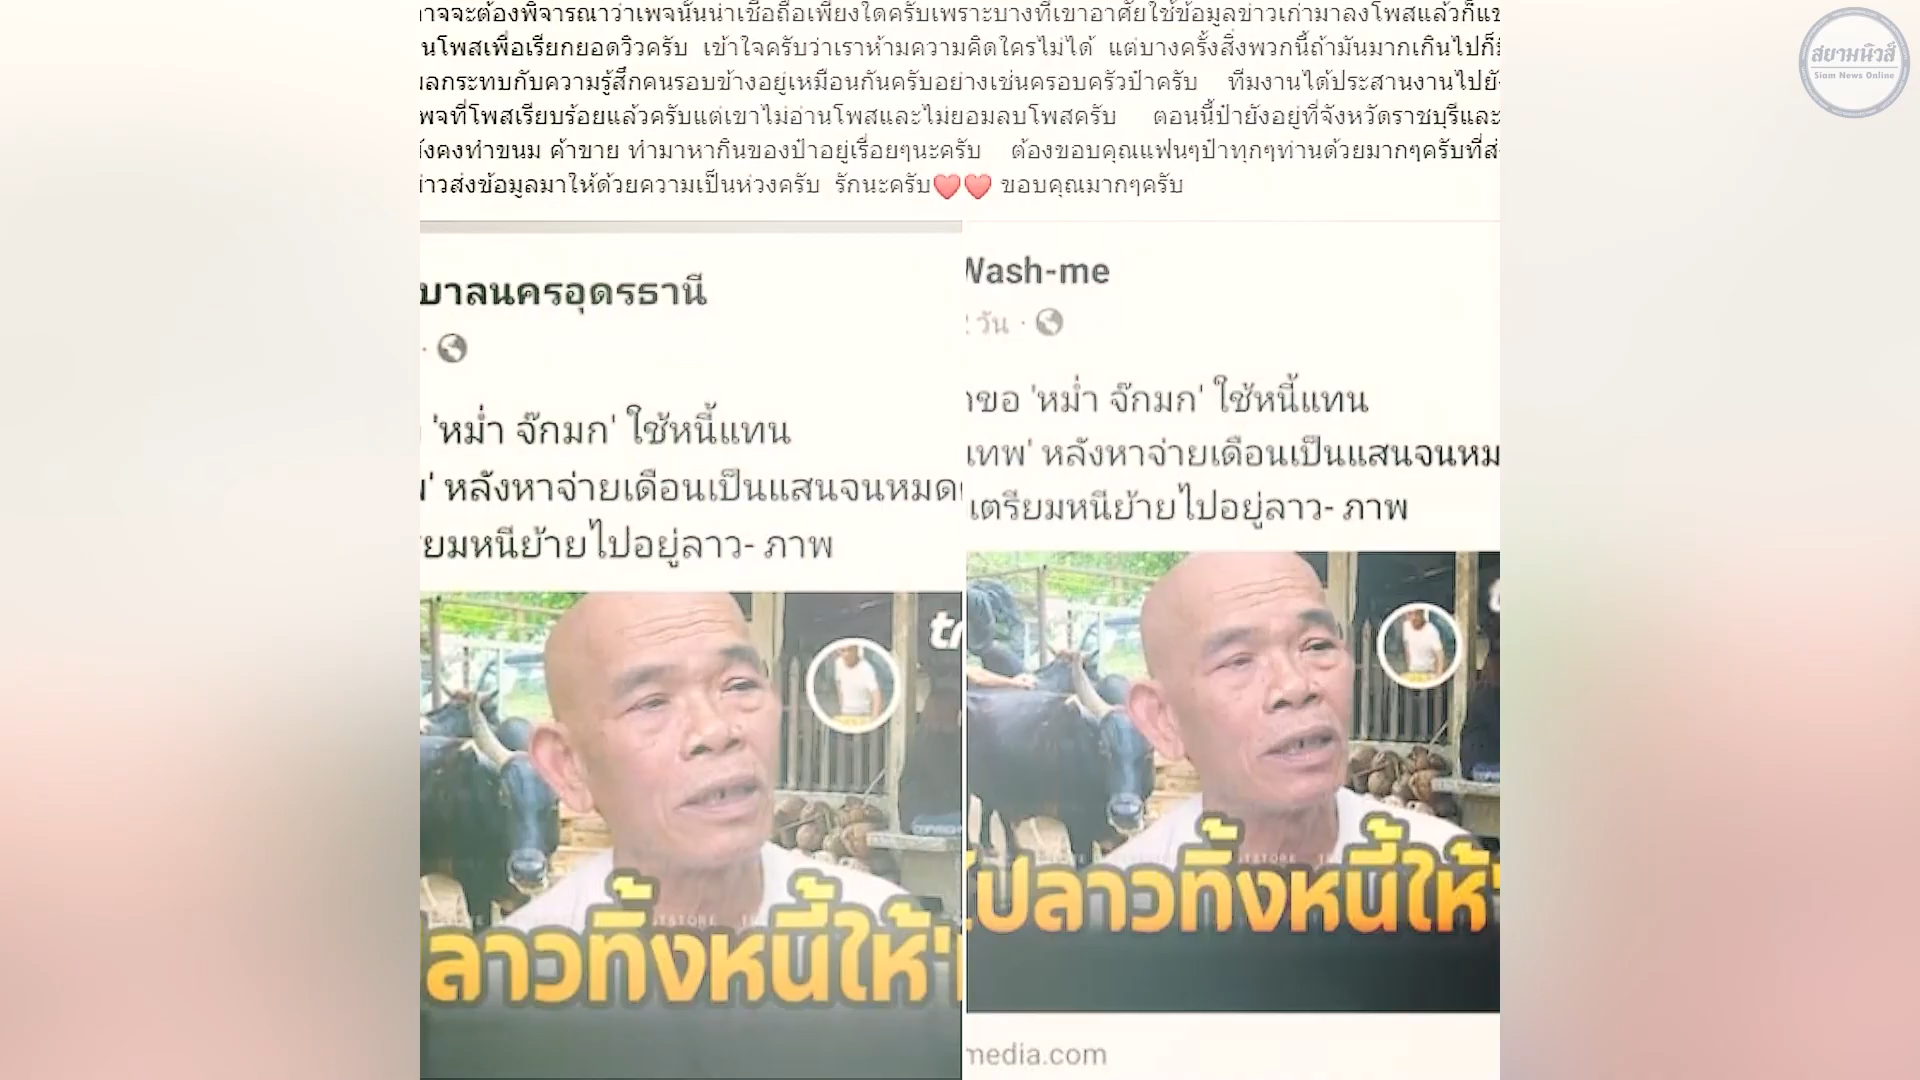 าจจะต้องพิจารณาว่าเพจนั้นน่าเชื่อถือเพียงใดครับเพราะบางทีเขาอาศัยใช้ข้อมูลข่าวเก่ามาลงโพสแล้วก็แช
นโพสเพื่อเรียกยอดวิวครับ เข้าใจครับว่าเราห้ามความคิดใครไม่ได้ แต่บางครั้งสิ่งพวกนี้ถ้ามันมากเกินไปก็มี
ผลกระทบกับความรู้สึกคนรอบข้างอยู่เหมือนกันครับอย่างเช่นครอบครัวป๋าครับ ทีมงานได้ประสานงานไปยัง
เพจที่โพสเรียบร้อยแล้วครับแต่เขาไม่อ่านโพสและไม่ยอมลบโพสครับ ตอนนี้ป๋ายังอยู่ที่จังหวัดราชบุรีและ
ังคงทำขนม ค้าขาย ทำมาหากินของป๋าอยู่เรื่อยๆนะครับ ต้องขอบคุณแฟนๆป๋าทุกๆท่านด้วยมากๆครับที่ส่
ข่าวส่งข้อมูลมาให้ด้วยความเป็นห่วงครับ รักนะครับ❤️❤️ ขอบคุณมากๆครับ
สยามนิวส์
Siam News Online
บาลนครอุดรธานี
'หม่ำ จ๊กมก' ใช้หนี้แทน
' หลังหาจ่ายเดือนเป็นแสนจนหมด
ยมหนีย้ายไปอยู่ลาว- ภาพ
ลาวทิ้งหนี้ให้'
Wash-me
2 วัน ·
ขอ 'หม่ำ จ๊กมก' ใช้หนี้แทน
เทพ' หลังหาจ่ายเดือนเป็นแสนจนหม
เตรียมหนีย้ายไปอยู่ลาว- ภาพ
ไปลาวทิ้งหนี้ให้'
media.com